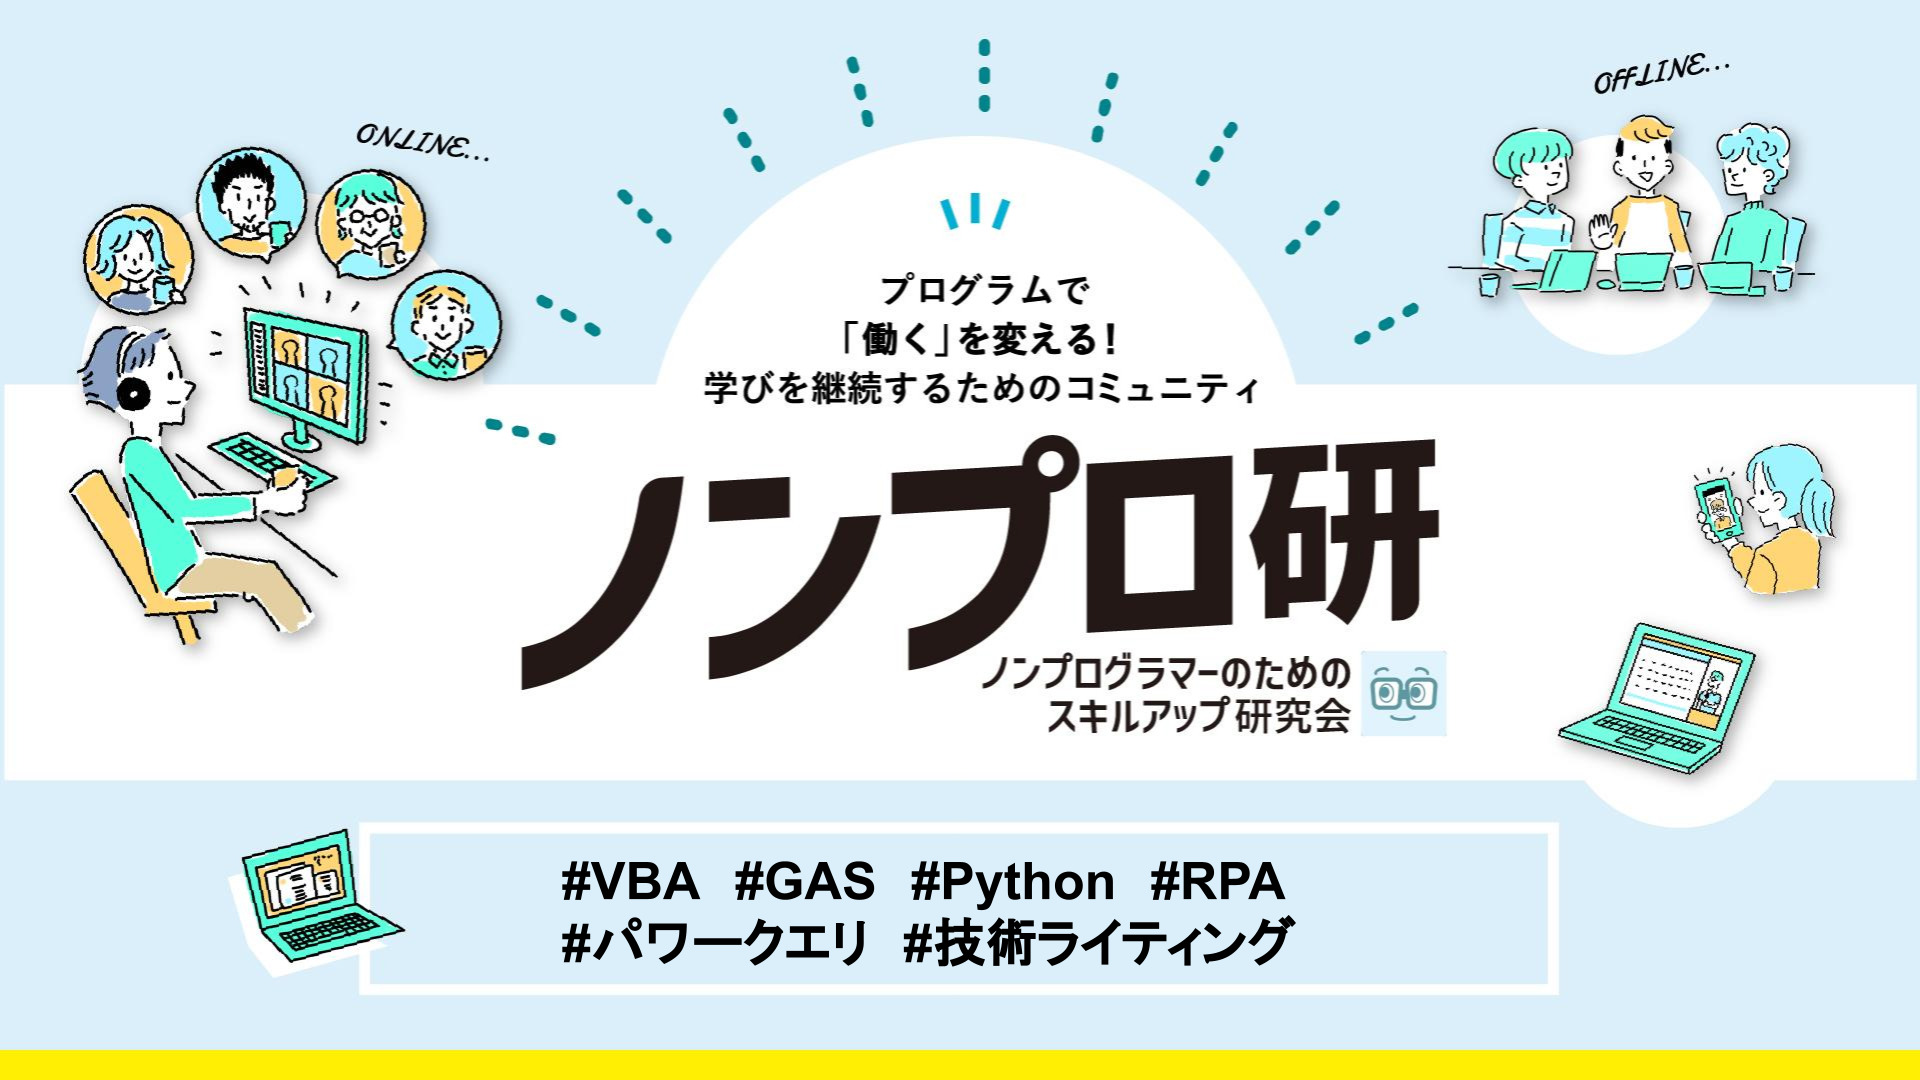 ONLINE...
OFFLINE...
プログラムで
「働く」を変える！
学びを継続するためのコミュニティ
ノンプロ研
ノンプログラマーのための
スキルアップ研究会
#VBA #GAS #Python #RPA
#パワークエリ #技術ライティング